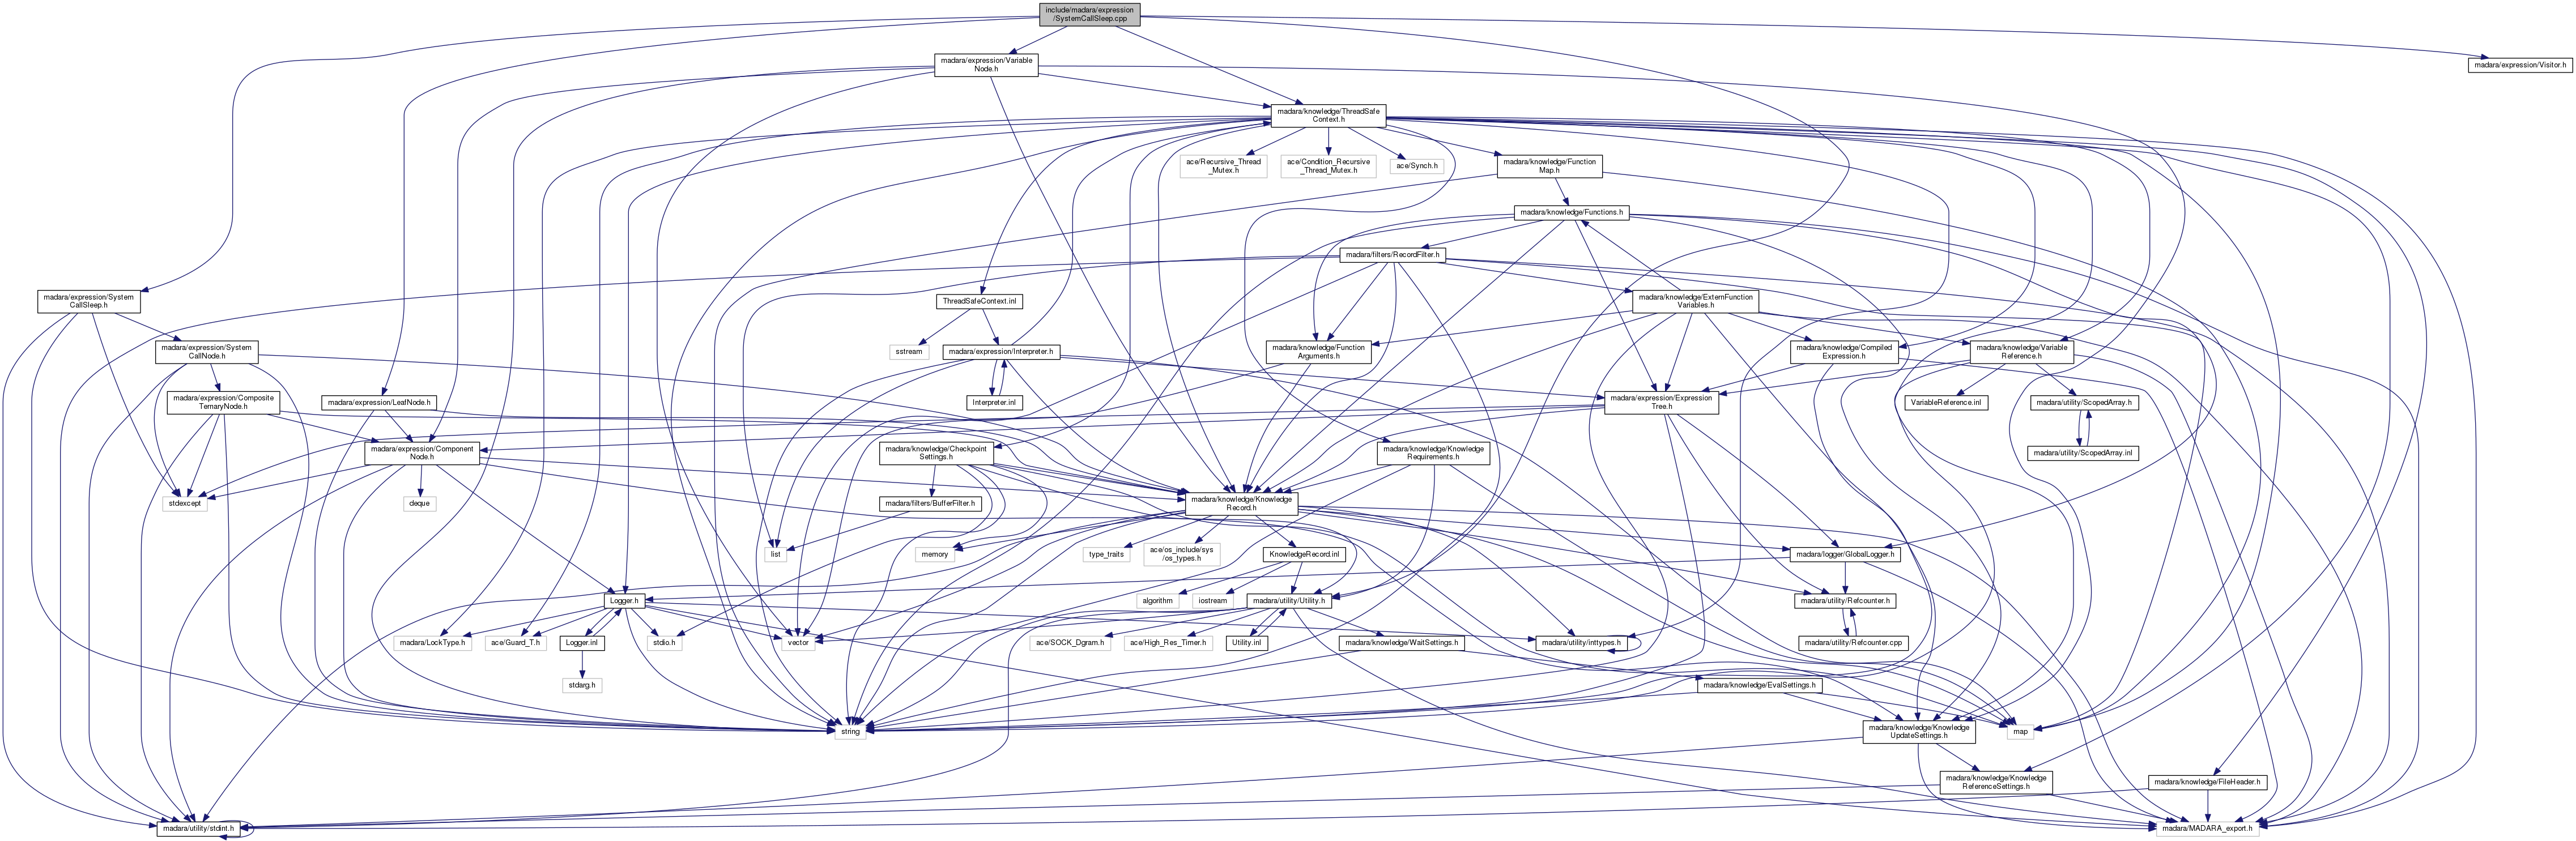 include/madara/expression
/SystemCallSleep.cpp
madara/expression/Variable
Node.h
madara/expression/Visitor.h
madara/knowledge/ThreadSafe
Context.h
ace/Recursive_Thread
_Mutex.h
ace/Condition_Recursive
_Thread_Mutex.h
ace/Synch.h
madara/knowledge/Function
Map.h
madara/knowledge/Functions.h
madara/filters/RecordFilter.h
madara/expression/System
CallSleep.h
ThreadSafeContext.inl
madara/knowledge/ExternFunction
Variables.h
madara/expression/System
CallNode.h
sstream
madara/expression/Interpreter.h
madara/knowledge/Function
Arguments.h
madara/knowledge/Compiled
Expression.h
madara/knowledge/Variable
Reference.h
madara/expression/Composite
TernaryNode.h
madara/expression/LeafNode.h
Interpreter.inl
madara/expression/Expression
Tree.h
VariableReference.inl
madara/utility/ScopedArray.h
madara/expression/Component
Node.h
madara/knowledge/Checkpoint
Settings.h
madara/knowledge/Knowledge
Requirements.h
madara/utility/ScopedArray.inl
stdexcept
deque
madara/filters/BufferFilter.h
madara/knowledge/Knowledge
Record.h
list
memory
type_traits
ace/os_include/sys
/os_types.h
KnowledgeRecord.inl
madara/logger/GlobalLogger.h
Logger.h
algorithm
iostream
madara/utility/Utility.h
madara/utility/Refcounter.h
madara/LockType.h
ace/Guard_T.h
Logger.inl
stdio.h
vector
ace/SOCK_Dgram.h
ace/High_Res_Timer.h
Utility.inl
madara/knowledge/WaitSettings.h
madara/utility/inttypes.h
madara/utility/Refcounter.cpp
stdarg.h
madara/knowledge/EvalSettings.h
string
madara/knowledge/Knowledge
UpdateSettings.h
map
madara/knowledge/Knowledge
ReferenceSettings.h
madara/knowledge/FileHeader.h
madara/utility/stdint.h
madara/MADARA_export.h